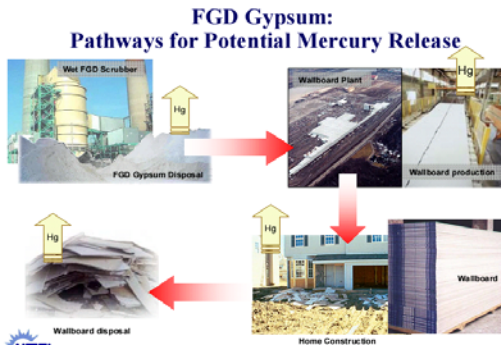 FGD Gypsum:
Pathways for Potential Mercury Release
Wet FGD Scrubber
Hg
FGD Gypsum Disposal
Wallboard Plant
Hg
Wallboard production
Hg
Wallboard disposal
Hg
Home Construction
Wallboard